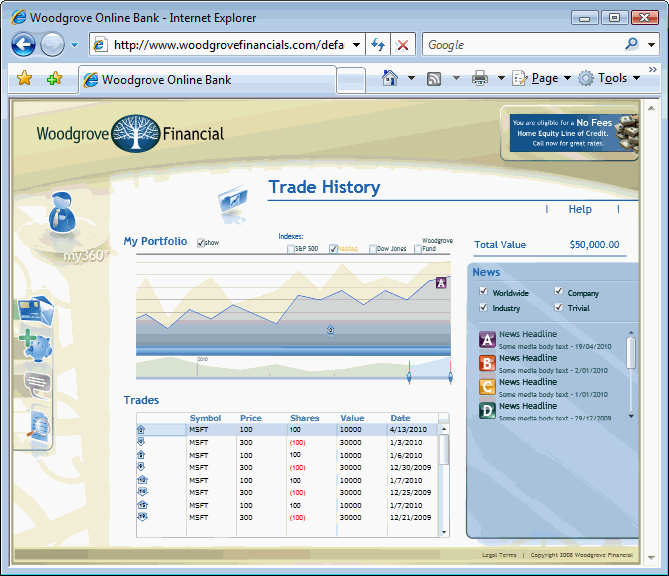 Woodgrove Online Bank - Internet Explorer
http://www.woodgrovefinancials.com/defa
Google
Woodgrove Online Bank
Page
Tools
Woodgrove Financial
You are eligible for a No Fees
Home Equity Line of Credit.
Call now for great rates.
Trade History
| Help |
my360°
My Portfolio
show
Indexes:
S&P 500
Nasdaq
Dow Jones
Woodgrove
Fund
Total Value $50,000.00
A
2010
News
Worldwide Company
Industry Trivial
A News Headline
Some media body text - 19/04/2010
B News Headline
Some media body text - 2/01/2010
C News Headline
Some media body text - 1/01/2010
D News Headline
Some media body text - 29/12/2009
Trades
Symbol Price Shares Value Date
MSFT 100 100 10000 4/13/2010
MSFT 300 (100) 30000 1/3/2010
MSFT 100 100 10000 1/6/2010
MSFT 300 (100) 30000 12/30/2009
MSFT 100 100 10000 1/7/2010
MSFT 300 (100) 30000 12/25/2009
MSFT 100 100 10000 1/7/2010
MSFT 300 (100) 30000 12/21/2009
Legal Terms | Copyright 2008 Woodgrove Financial